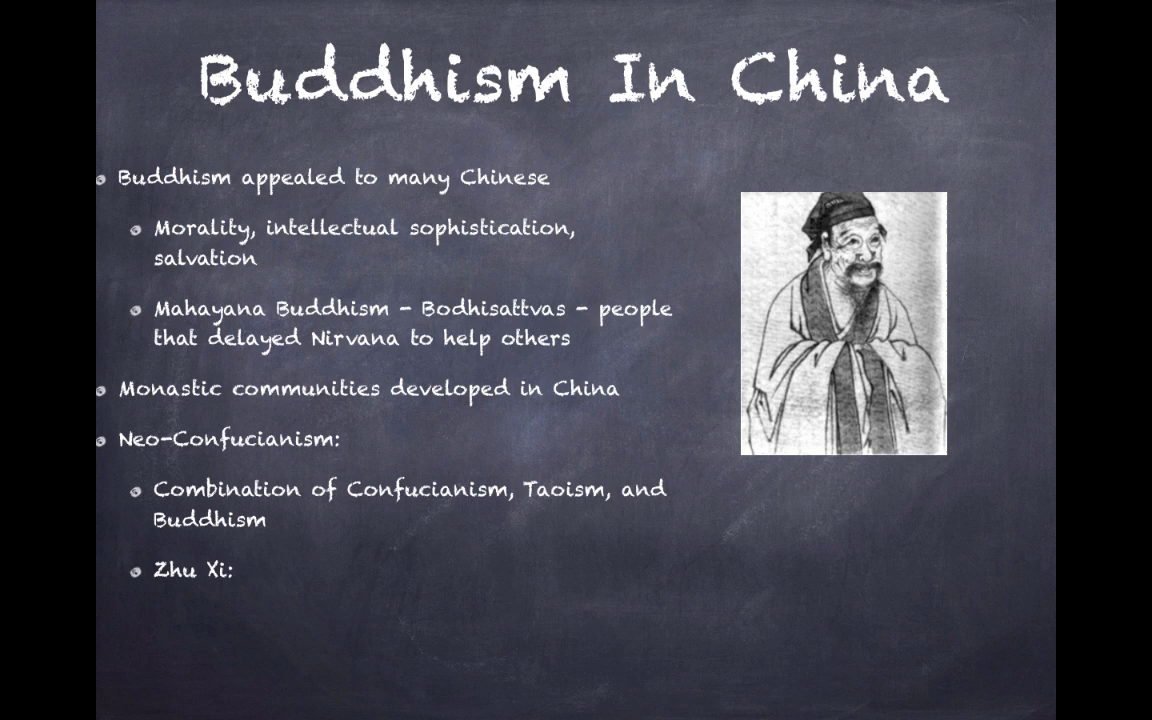 Buddhism In China
Buddhism appealed to many Chinese
Morality, intellectual sophistication,
salvation
Mahayana Buddhism - Bodhisattvas - people
that delayed Nirvana to help others
Monastic communities developed in China
Neo-Confucianism:
Combination of Confucianism, Taoism, and
Buddhism
Zhu Xi: